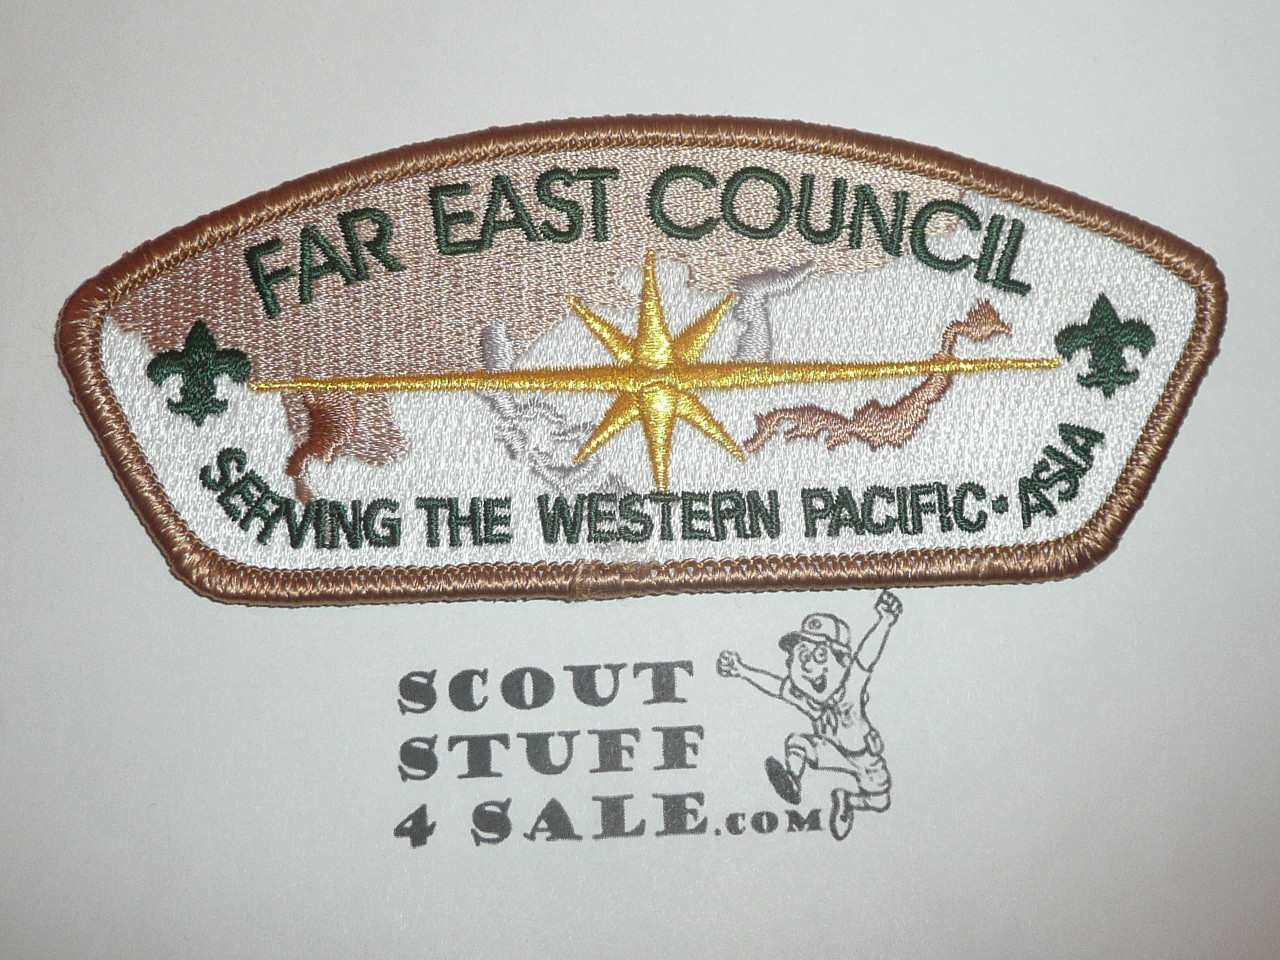 FAR EAST COUNCIL
SERVING THE WESTERN PACIFIC • ASIA
SCOUT
STUFF
4 SALE.COM